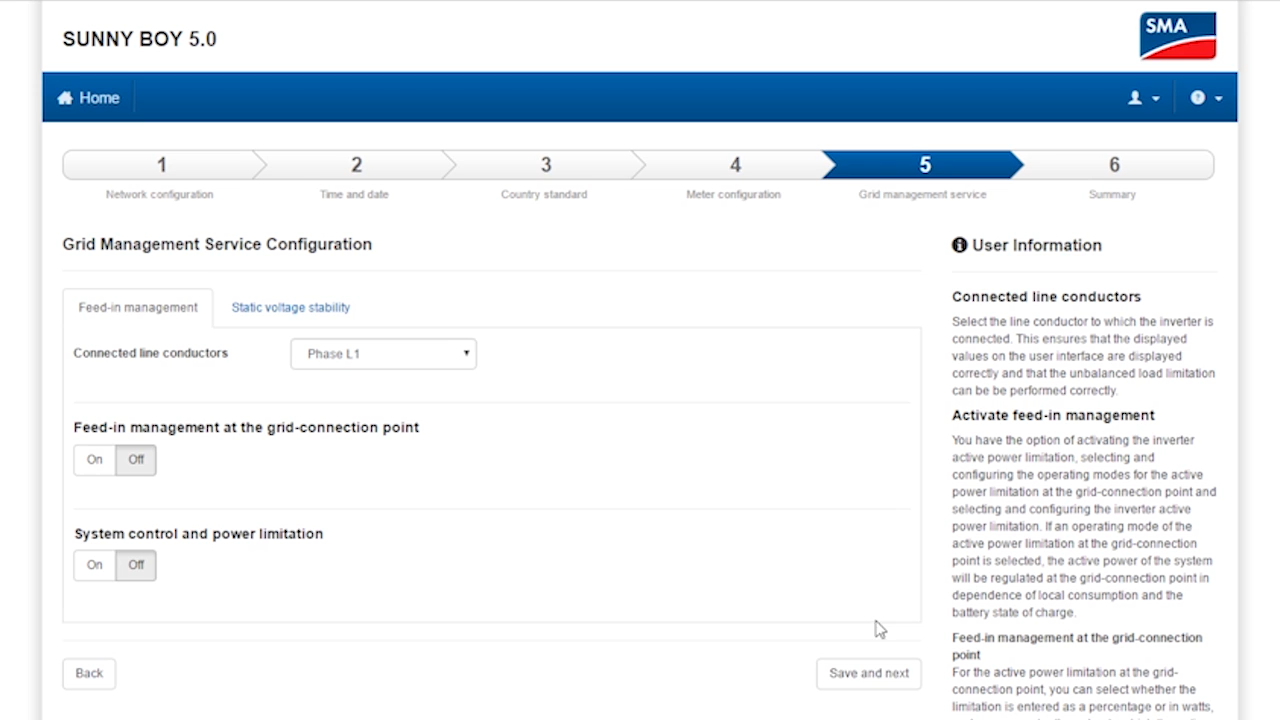 SUNNY BOY 5.0
SMA
Home
1
2
3
4
5
6
Network configuration
Time and date
Country standard
Meter configuration
Grid management service
Summary
Grid Management Service Configuration
Feed-in management
Static voltage stability
Connected line conductors
Phase L1
Feed-in management at the grid-connection point
On
Off
System control and power limitation
On
Off
Back
Save and next
User Information
Connected line conductors
Select the line conductor to which the inverter is
connected. This ensures that the displayed
values on the user interface are displayed
correctly and that the unbalanced load limitation
can be be performed correctly.
Activate feed-in management
You have the option of activating the inverter
active power limitation, selecting and
configuring the operating modes for the active
power limitation at the grid-connection point and
selecting and configuring the inverter active
power limitation. If an operating mode of the
active power limitation at the grid-connection
point is selected, the active power of the system
will be regulated at the grid-connection point in
dependence of local consumption and the
battery state of charge.
Feed-in management at the grid-connection
point
For the active power limitation at the grid-
connection point, you can select whether the
limitation is entered as a percentage or in watts,